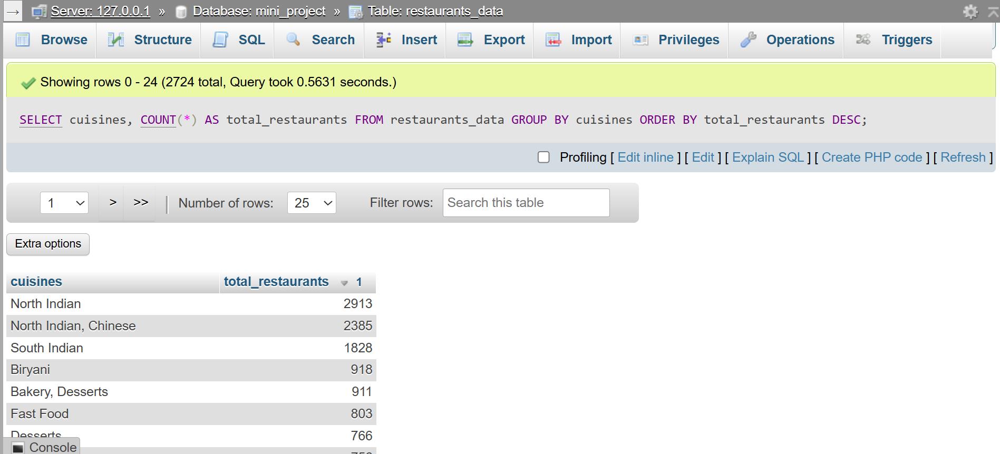 → Server: 127.0.0.1 » Database: mini_project » Table: restaurants_data
Browse Structure SQL Search Insert Export Import Privileges Operations Triggers
Showing rows 0 - 24 (2724 total, Query took 0.5631 seconds.)
SELECT cuisines, COUNT(*) AS total_restaurants FROM restaurants_data GROUP BY cuisines ORDER BY total_restaurants DESC;
Profiling [ Edit inline ] [ Edit ] [ Explain SQL ] [ Create PHP code ] [ Refresh ]
1 > >> Number of rows: 25 Filter rows: Search this table
Extra options
cuisines total_restaurants 1
North Indian 2913
North Indian, Chinese 2385
South Indian 1828
Biryani 918
Bakery, Desserts 911
Fast Food 803
Desserts 766
Console